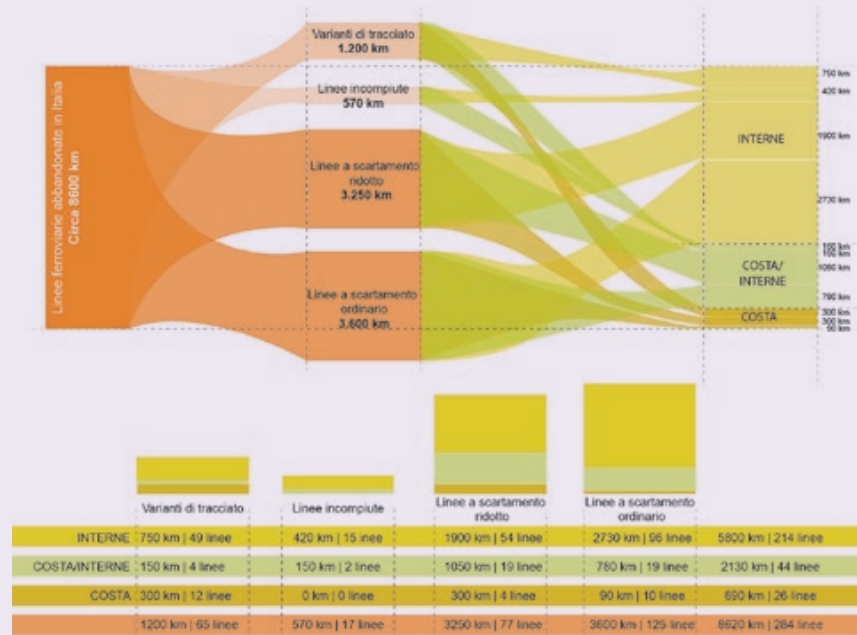 Linee ferroviarie abbandonate in Italia
Circa 8600 km
Varianti di tracciato
1.200 km
Linee incompiute
570 km
Linee a scartamento
ridotto
3.250 km
Linee a scartamento
ordinario
3.600 km
INTERNE
COSTA/
INTERNE
COSTA
750 km
400 km
1900 km
2730 km
150 km
1050 km
780 km
300 km
300 km
90 km
Varianti di tracciato
Linee incompiute
Linee a scartamento
ridotto
Linee a scartamento
ordinario
INTERNE 750 km | 49 linee 420 km | 15 linee 1900 km | 54 linee 2730 km | 96 linee 5800 km | 214 linee
COSTA/INTERNE 150 km | 4 linee 150 km | 2 linee 1050 km | 19 linee 780 km | 19 linee 2130 km | 44 linee
COSTA 300 km | 12 linee 0 km | 0 linee 300 km | 4 linee 90 km | 10 linee 690 km | 26 linee
1200 km | 65 linee 570 km | 17 linee 3250 km | 77 linee 3600 km | 125 linee 8620 km | 284 linee